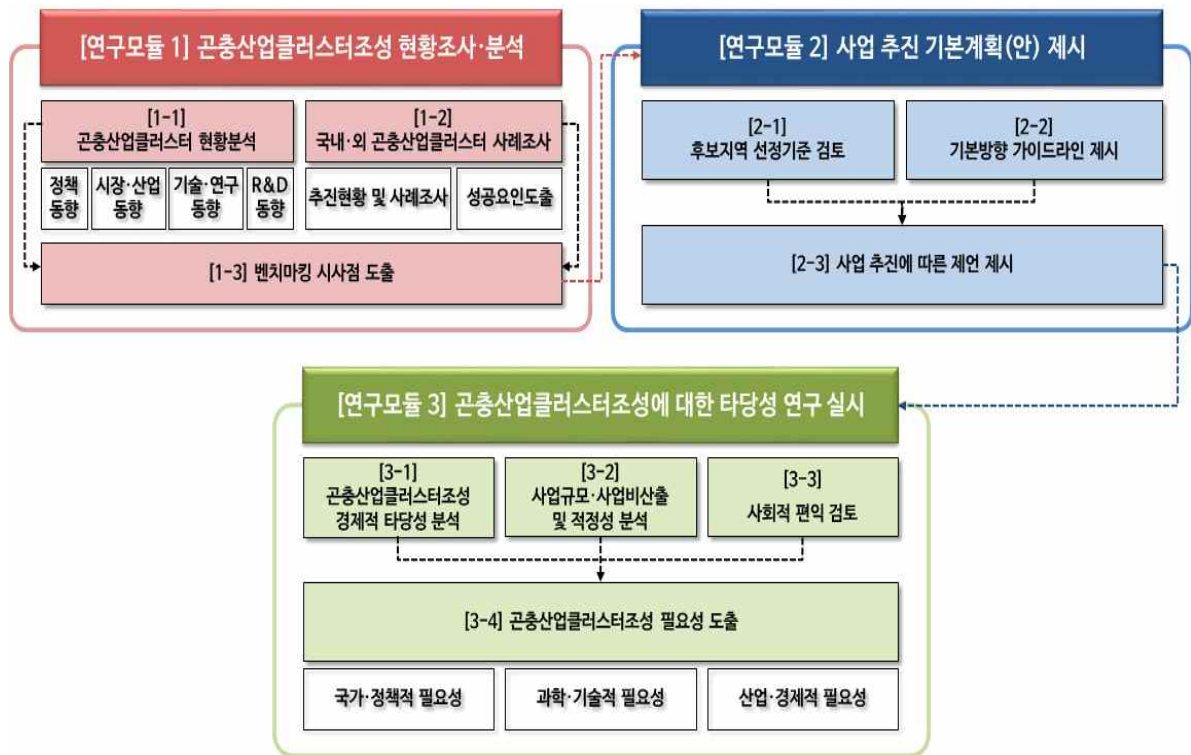 [연구모듈 1] 곤충산업클러스터조성 현황조사·분석
[1-1]
곤충산업클러스터 현황분석
[1-2]
국내·외 곤충산업클러스터 사례조사
정책
동향
시장·산업
동향
기술·연구
동향
R&D
동향
추진현황 및 사례조사
성공요인도출
[1-3] 벤치마킹 시사점 도출
[연구모듈 2] 사업 추진 기본계획(안) 제시
[2-1]
후보지역 선정기준 검토
[2-2]
기본방향 가이드라인 제시
[2-3] 사업 추진에 따른 제언 제시
[연구모듈 3] 곤충산업클러스터조성에 대한 타당성 연구 실시
[3-1]
곤충산업클러스터조성
경제적 타당성 분석
[3-2]
사업규모·사업비산출
및 적정성 분석
[3-3]
사회적 편익 검토
[3-4] 곤충산업클러스터조성 필요성 도출
국가·정책적 필요성
과학·기술적 필요성
산업·경제적 필요성